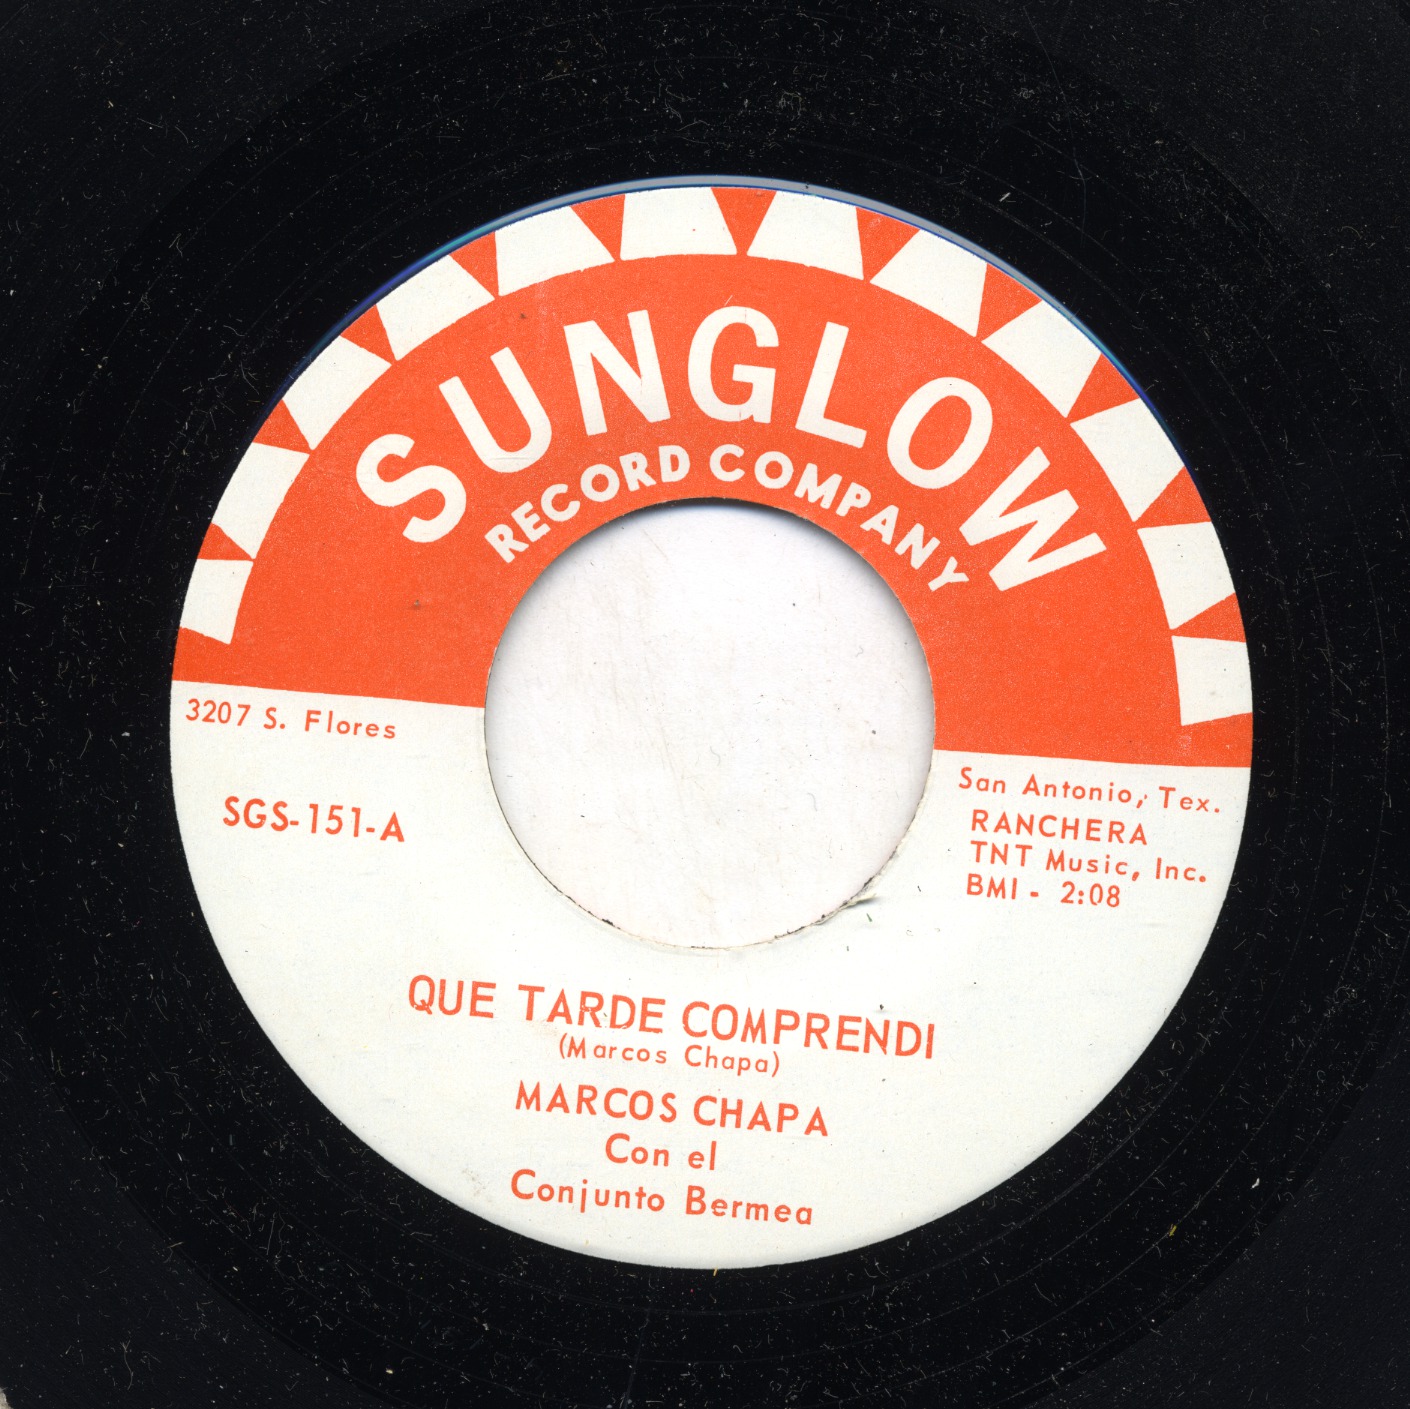 SUNGLOW
RECORD COMPANY
3207 S. Flores
San Antonio, Tex.
SGS-151-A
RANCHERA
TNT Music, Inc.
BMI - 2:08
QUE TARDE COMPRENDI
(Marcos Chapa)
MARCOS CHAPA
Con el
Conjunto Bermea